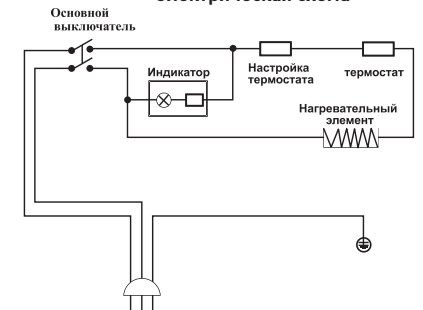 Основной
выключатель
Индикатор
Настройка
термостата
термостат
Нагревательный
элемент